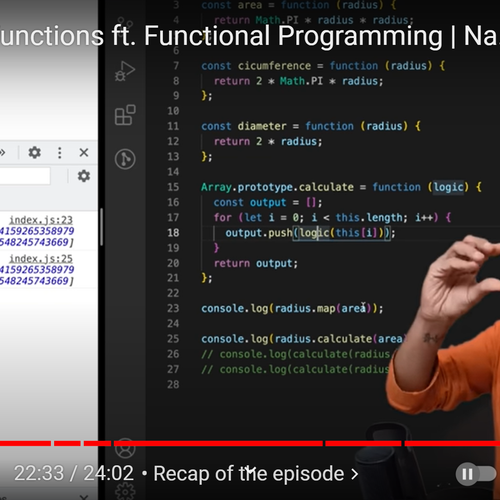 unctions ft. Functional Programming | Na...
3 const area = function (radius) {
4 return Math.PI * radius * radius;
7 const cicumference = function (radius) {
8 return 2 * Math.PI * radius;
9 };
10
11 const diameter = function (radius) {
12 return 2 * radius;
13 };
14
15 Array.prototype.calculate = function (logic) {
16 const output = [];
17 for (let i = 0; i < this.length; i++) {
18 output.push(logic(this[i]));
19 }
20 return output;
21 };
22
23 console.log(radius.map(area));
24
25 console.log(radius.calculate(area)
26 // console.log(calculate(radius
27 // console.log(calculate(radius
28
index.js:23
4159265358979
548245743669]
index.js:25
4159265358979
548245743669]
22:33 / 24:02 • Recap of the episode >